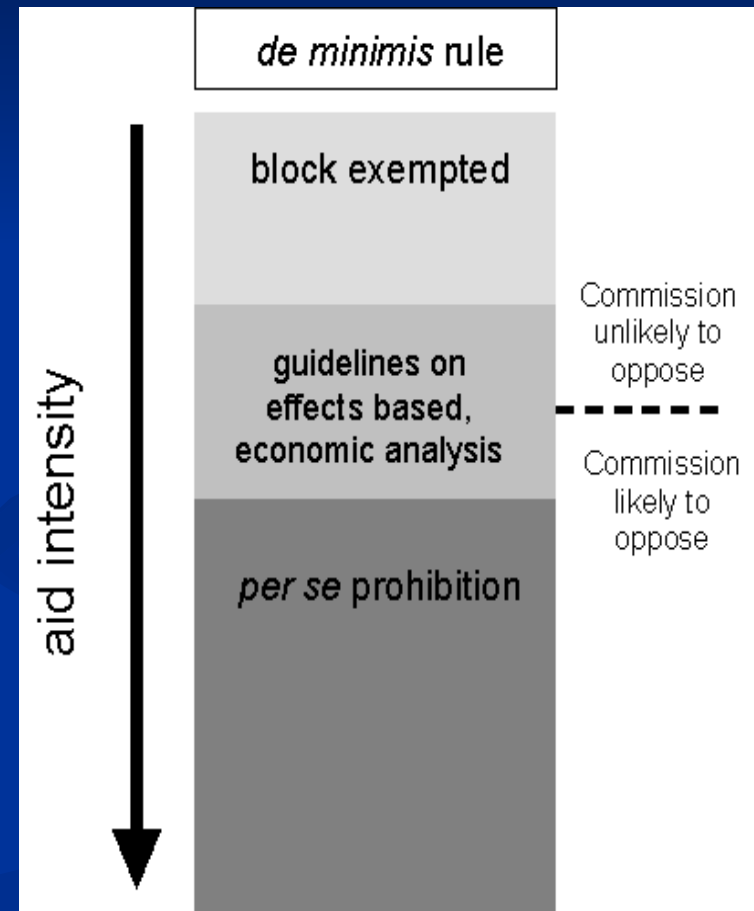 de minimis rule
block exempted
guidelines on
effects based,
economic analysis
per se prohibition
aid intensity
Commission
unlikely to
oppose
Commission
likely to
oppose